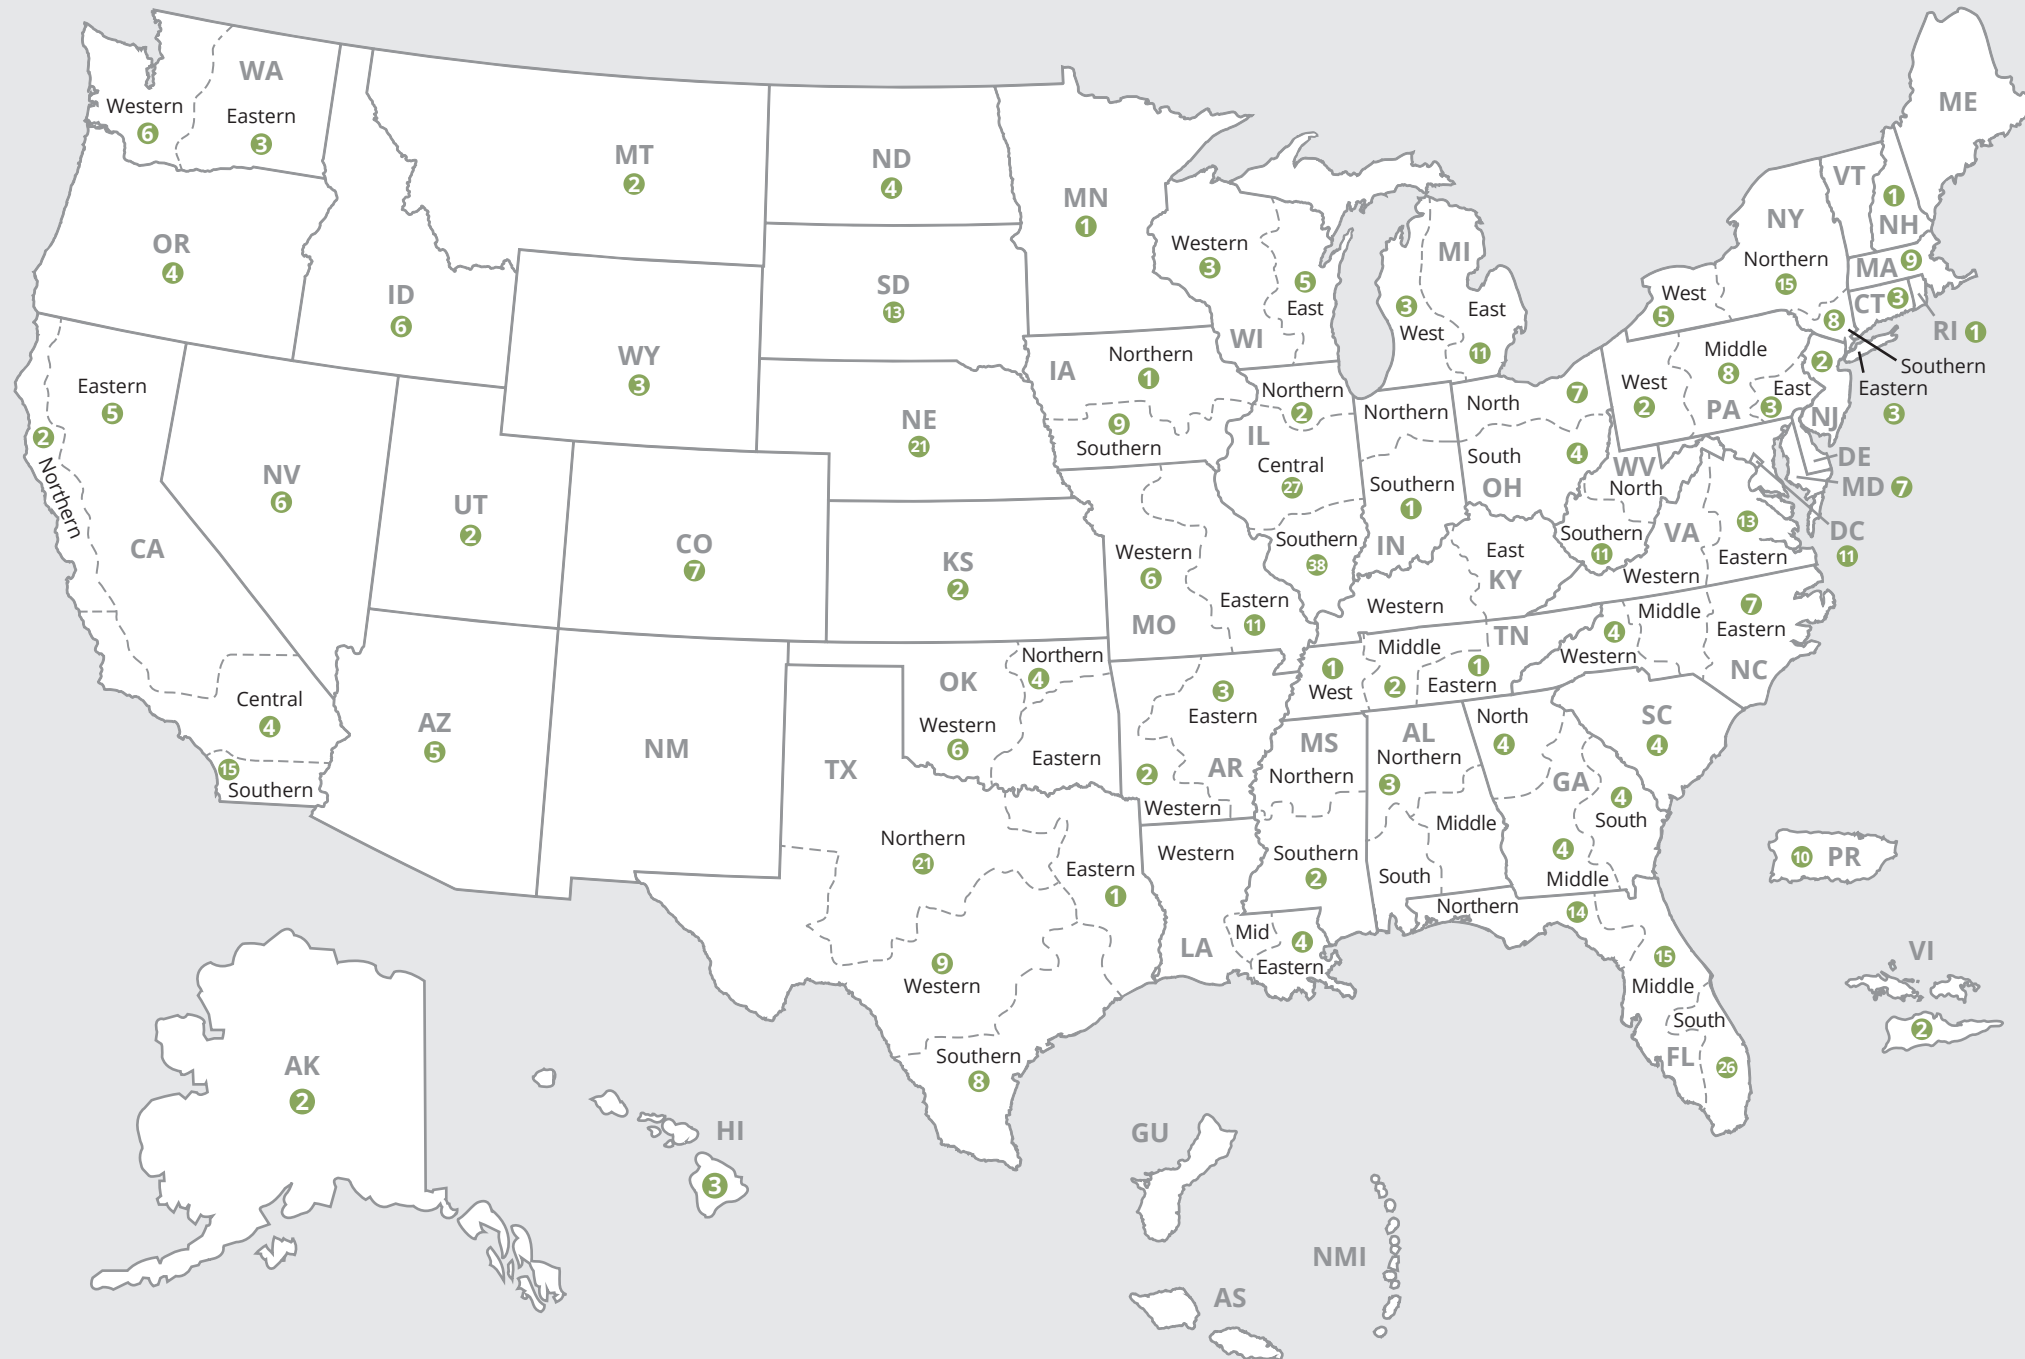 WA
Western
6
Eastern
3
OR
4
ID
6
MT
2
ND
4
SD
13
WY
3
NE
21
MN
1
Western
3
5
East
WI
MI
3
West
East
11
IA
Northern
1
9
Southern
Northern
2
IL
Central
27
Southern
38
Northern
Southern
1
IN
North
7
South
4
OH
ME
VT
1
NH
NY
Northern
15
West
5
8
MA 9
CT 3
RI 1
Southern
Eastern
3
Middle
8
West
2
PA
East
3
2
NJ
DE
MD 7
DC
11
WV
North
Southern
11
VA
13
Eastern
Western
East
KY
Western
CA
Eastern
5
2
Northern
Central
4
15
Southern
NV
6
UT
2
CO
7
KS
2
MO
Western
6
Eastern
11
AZ
5
NM
OK
Northern
4
Western
6
Eastern
AR
3
Eastern
2
Western
TN
1
West
Middle
2
1
Eastern
NC
4
Western
Middle
7
Eastern
SC
4
TX
Northern
21
Eastern
1
9
Western
Southern
8
LA
Western
Mid
4
Eastern
MS
Northern
Southern
2
AL
Northern
3
Middle
South
GA
North
4
4
South
4
Middle
FL
Northern
14
15
Middle
South
26
10 PR
VI
2
AK
2
HI
3
GU
NMI
AS